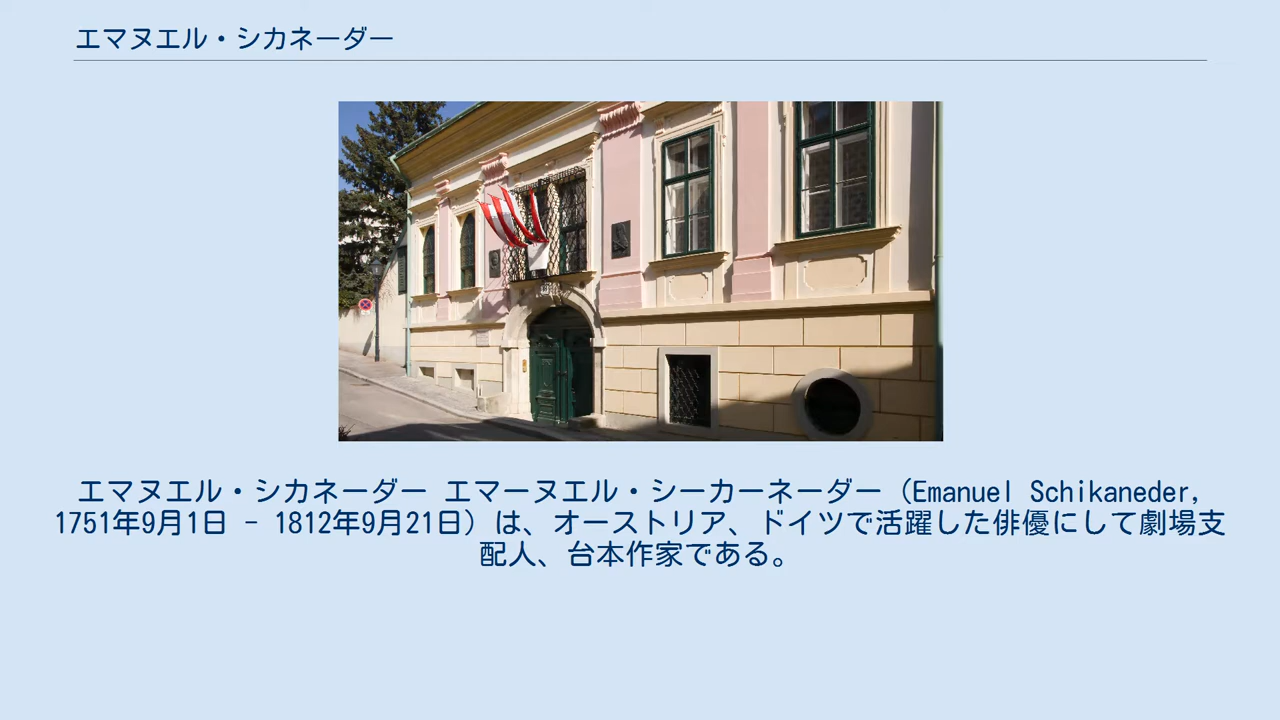 エマヌエル・シカネーダー
エマヌエル・シカネーダー エマーヌエル・シーカーネーダー（Emanuel Schikaneder,
1751年9月1日 - 1812年9月21日）は、オーストリア、ドイツで活躍した俳優にして劇場支
配人、台本作家である。